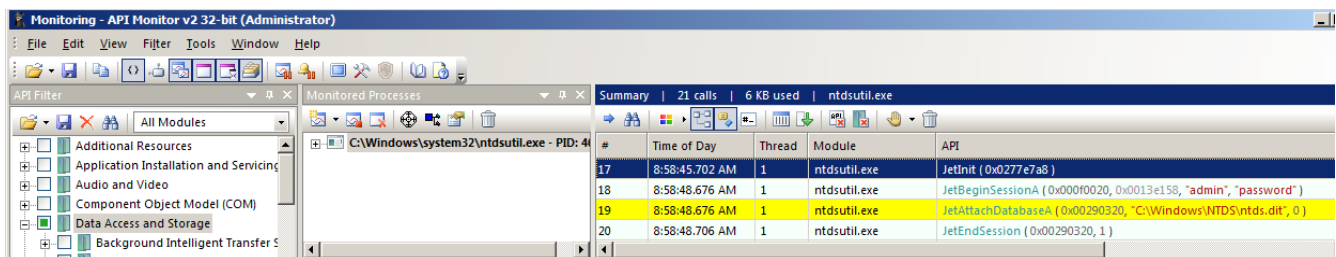 Monitoring - API Monitor v2 32-bit (Administrator)
File Edit View Filter Tools Window Help
API Filter
All Modules
Additional Resources
Application Installation and Servicing
Audio and Video
Component Object Model (COM)
Data Access and Storage
Background Intelligent Transfer S
Monitored Processes
C:\Windows\system32\ntdsutil.exe - PID: 40
Summary | 21 calls | 6 KB used | ntdsutil.exe
# Time of Day Thread Module API
17 8:58:45.702 AM 1 ntdsutil.exe JetInit ( 0x0277e7a8 )
18 8:58:48.676 AM 1 ntdsutil.exe JetBeginSessionA ( 0x000f0020, 0x0013e158, "admin", "password" )
19 8:58:48.676 AM 1 ntdsutil.exe JetAttachDatabaseA ( 0x00290320, "C:\Windows\NTDS\ntds.dit", 0 )
20 8:58:48.706 AM 1 ntdsutil.exe JetEndSession ( 0x00290320, 1 )